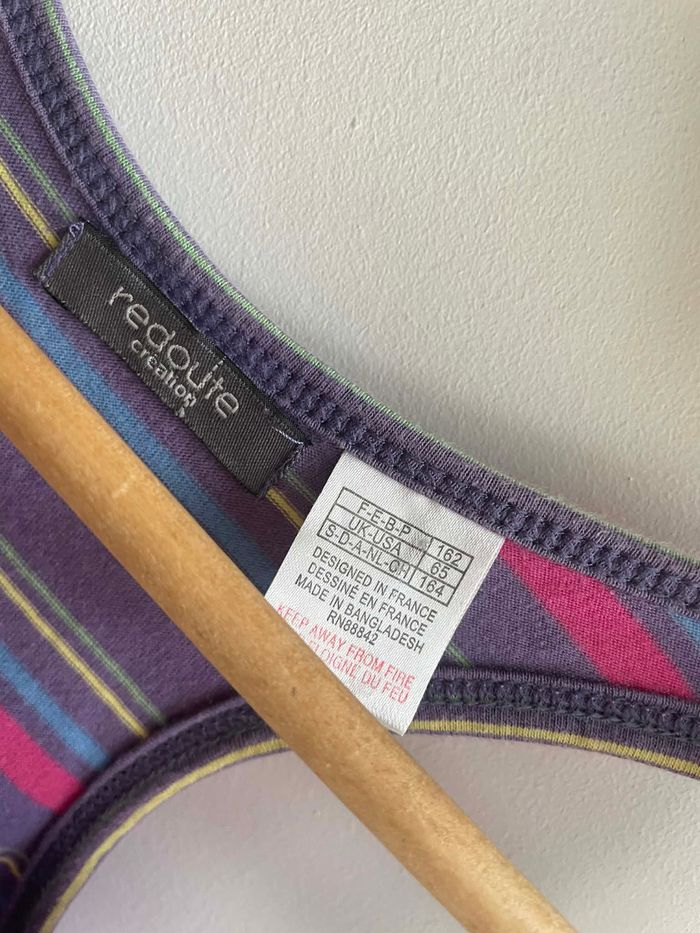 redoute
création
F-E-B-P 162
UK-USA 65
S-D-A-NL-CH 164
DESIGNED IN FRANCE
DESSINÉ EN FRANCE
MADE IN BANGLADESH
RN88842
KEEP AWAY FROM FIRE
ELOIGNE DU FEU